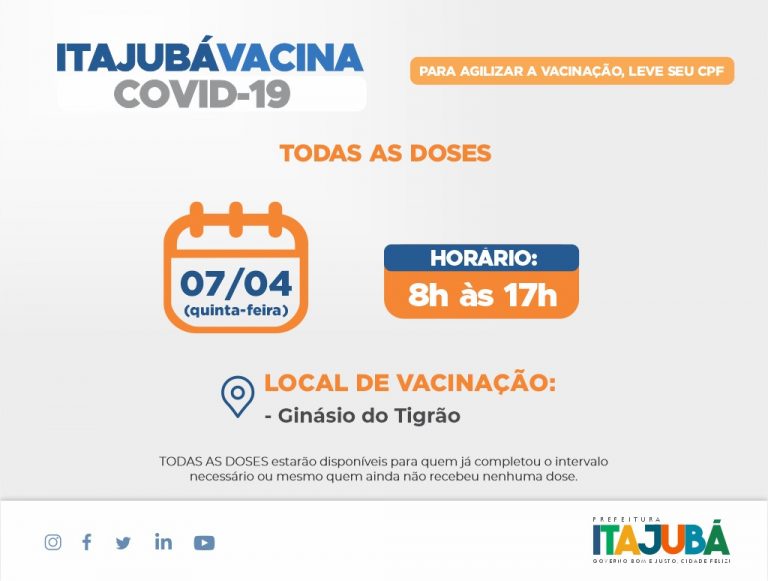 ITAJUBÁVACINA
COVID-19
PARA AGILIZAR A VACINAÇÃO, LEVE SEU CPF
TODAS AS DOSES
07/04
(quinta-feira)
HORÁRIO:
8h às 17h
LOCAL DE VACINAÇÃO:
- Ginásio do Tigrão
TODAS AS DOSES estarão disponíveis para quem já completou o intervalo
necessário ou mesmo quem ainda não recebeu nenhuma dose.
PREFEITURA
ITAJUBÁ
GOVERNO BOM E JUSTO, CIDADE FELIZ!